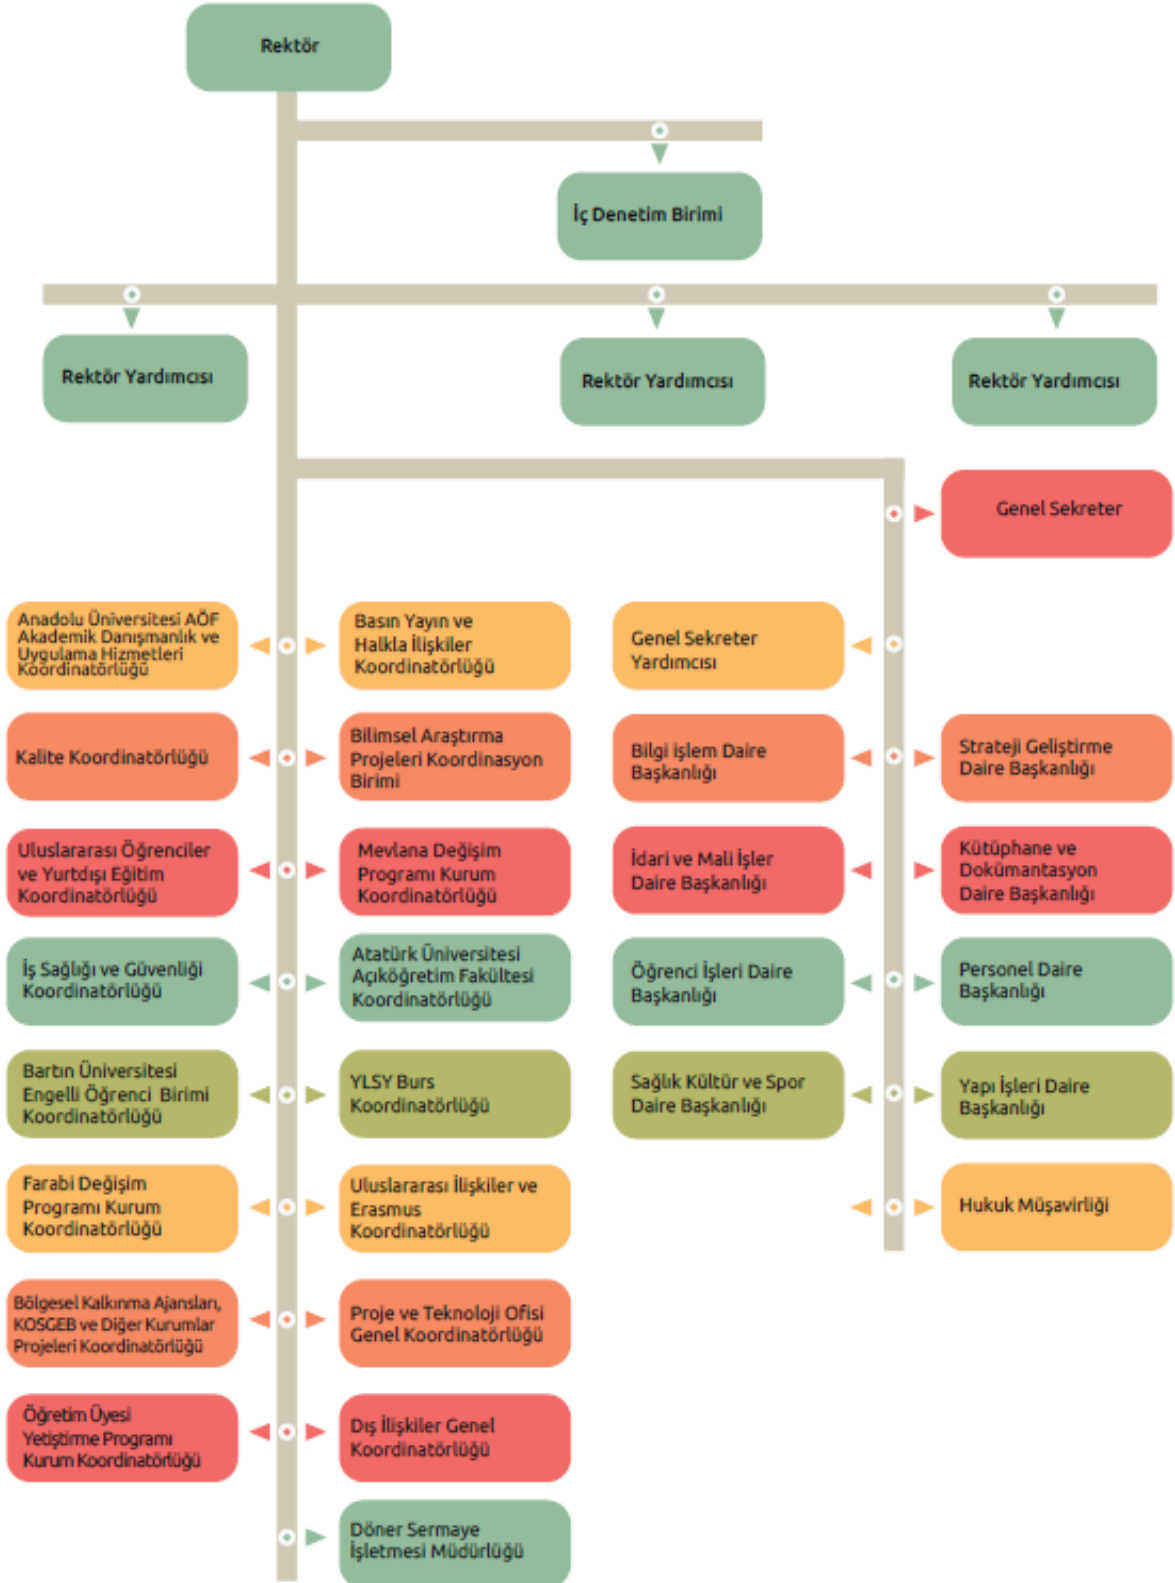 Rektör
İç Denetim Birimi
Rektör Yardımcısı
Rektör Yardımcısı
Rektör Yardımcısı
Genel Sekreter
Anadolu Üniversitesi AÖF
Akademik Danışmanlık ve
Uygulama Hizmetleri
Koordinatörlüğü
Basın Yayın ve
Halkla İlişkiler
Koordinatörlüğü
Genel Sekreter
Yardımcısı
Kalite Koordinatörlüğü
Bilimsel Araştırma
Projeleri Koordinasyon
Birimi
Bilgi işlem Daire
Başkanlığı
Strateji Geliştirme
Daire Başkanlığı
Uluslararası Öğrenciler
ve Yurtdışı Eğitim
Koordinatörlüğü
Mevlana Değişim
Programı Kurum
Koordinatörlüğü
İdari ve Mali İşler
Daire Başkanlığı
Kütüphane ve
Dokümantasyon
Daire Başkanlığı
İş Sağlığı ve Güvenliği
Koordinatörlüğü
Atatürk Üniversitesi
Açıköğretim Fakültesi
Koordinatörlüğü
Öğrenci İşleri Daire
Başkanlığı
Personel Daire
Başkanlığı
Bartın Üniversitesi
Engelli Öğrenci Birimi
Koordinatörlüğü
YLSY Burs
Koordinatörlüğü
Sağlık Kültür ve Spor
Daire Başkanlığı
Yapı İşleri Daire
Başkanlığı
Farabi Değişim
Programı Kurum
Koordinatörlüğü
Uluslararası İlişkiler ve
Erasmus
Koordinatörlüğü
Hukuk Müşavirliği
Bölgesel Kalkınma Ajansları,
KOSGEB ve Diğer Kurumlar
Projeleri Koordinatörlüğü
Proje ve Teknoloji Ofisi
Genel Koordinatörlüğü
Öğretim Üyesi
Yetiştirme Programı
Kurum Koordinatörlüğü
Dış İlişkiler Genel
Koordinatörlüğü
Döner Sermaye
İşletmesi Müdürlüğü